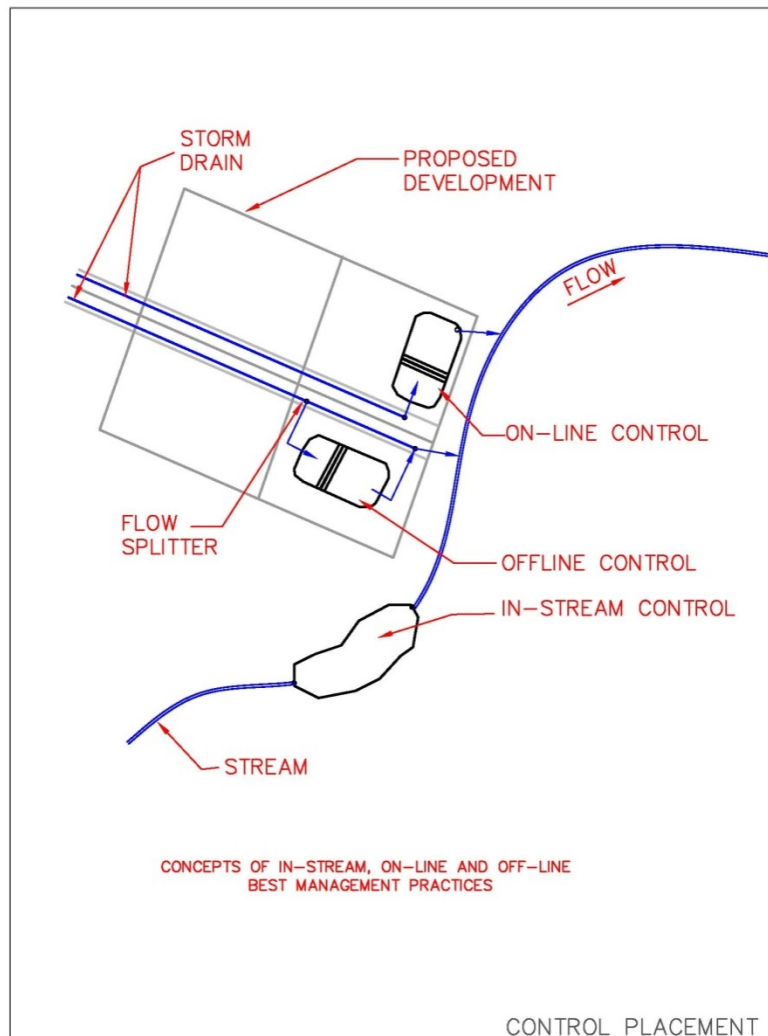 STORM
DRAIN
PROPOSED
DEVELOPMENT
FLOW
ON-LINE CONTROL
FLOW
SPLITTER
OFFLINE CONTROL
IN-STREAM CONTROL
STREAM
CONCEPTS OF IN-STREAM, ON-LINE AND OFF-LINE
BEST MANAGEMENT PRACTICES
CONTROL PLACEMENT